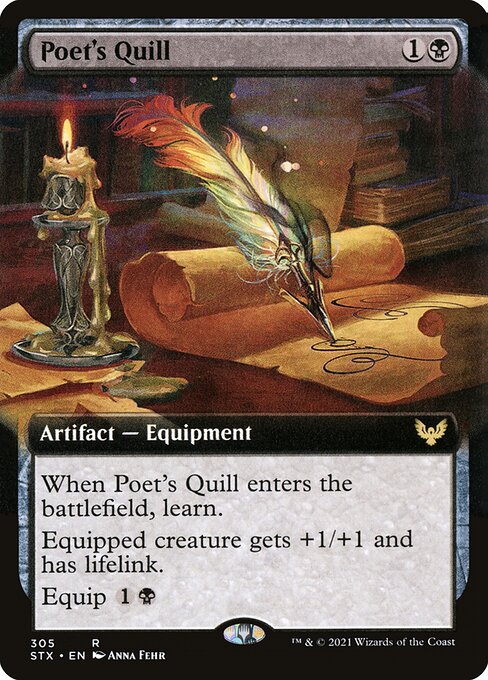 Poet's Quill 1
Artifact — Equipment
When Poet's Quill enters the
battlefield, learn.
Equipped creature gets +1/+1 and
has lifelink.
Equip 1
305 R
STX • EN Anna Fehr
™ & © 2021 Wizards of the Coast